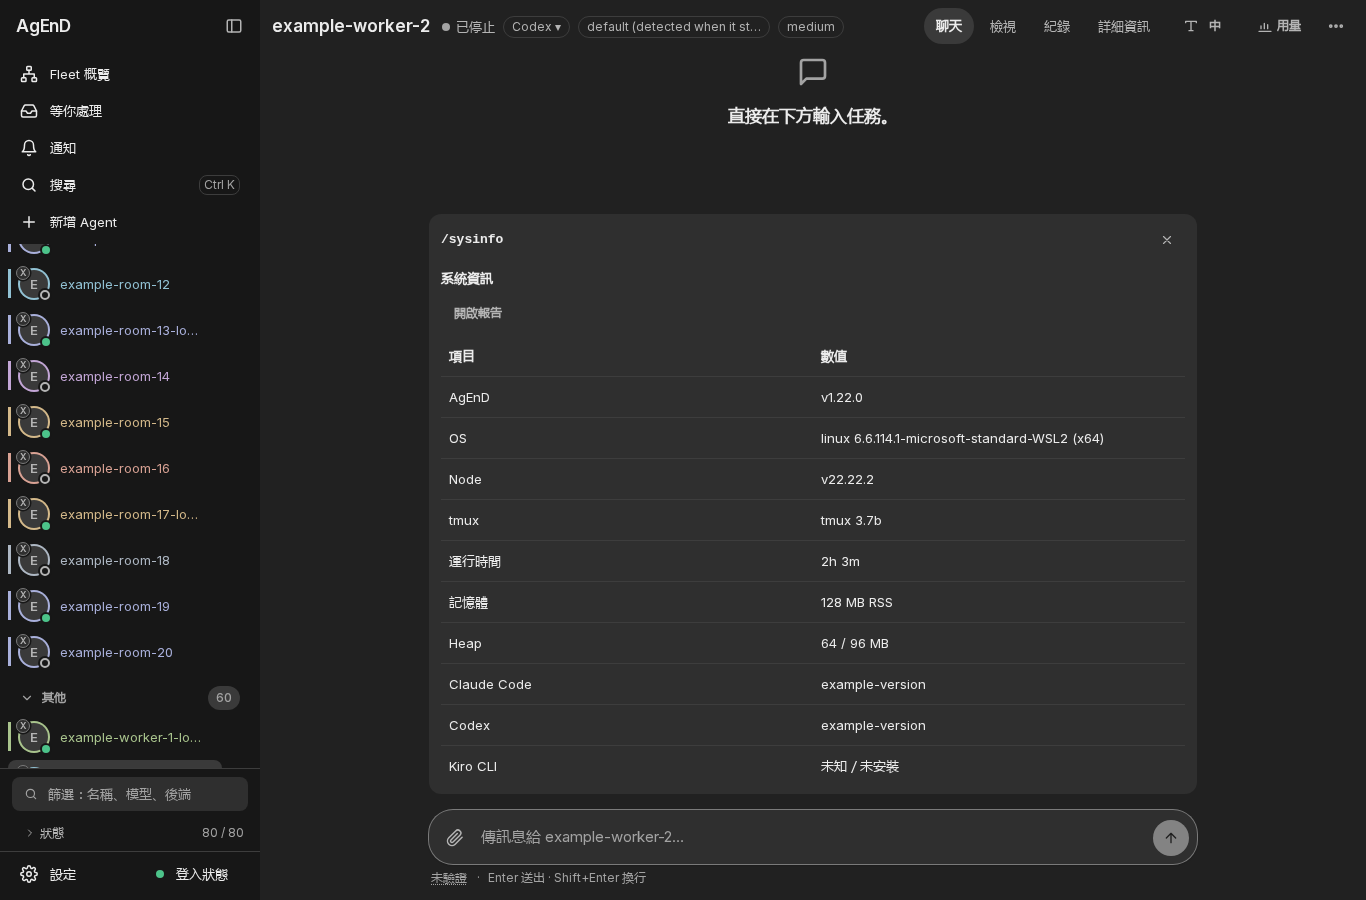 AgEnD
Fleet 概覽
等你處理
通知
搜尋 Ctrl K
新增 Agent
X E example-room-12
X E example-room-13-lo...
X E example-room-14
X E example-room-15
X E example-room-16
X E example-room-17-lo...
X E example-room-18
X E example-room-19
X E example-room-20
其他 60
X E example-worker-1-lo...
篩選：名稱、模型、後端
狀態 80 / 80
設定 登入狀態
example-worker-2 已停止 Codex ▾ default (detected when it st... medium
聊天 檢視 紀錄 詳細資訊 T 中 用量 •••
直接在下方輸入任務。
/sysinfo ×
系統資訊
開啟報告
項目 數值
AgEnD v1.22.0
OS linux 6.6.114.1-microsoft-standard-WSL2 (x64)
Node v22.22.2
tmux tmux 3.7b
運行時間 2h 3m
記憶體 128 MB RSS
Heap 64 / 96 MB
Claude Code example-version
Codex example-version
Kiro CLI 未知 / 未安裝
傳訊息給 example-worker-2...
未驗證 · Enter 送出 · Shift+Enter 換行